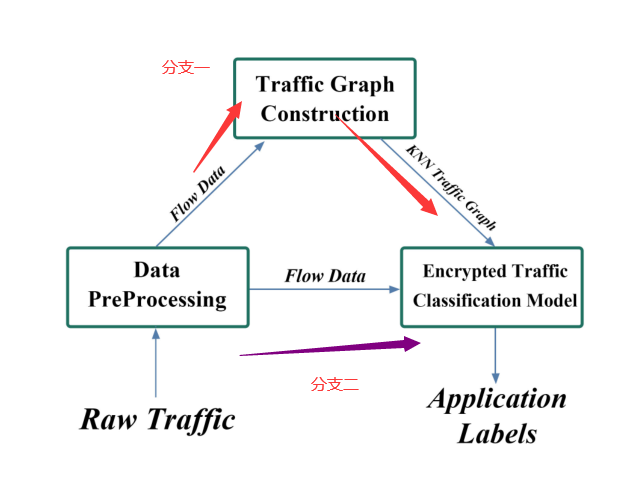 分支一
Traffic Graph
Construction
Flow Data
KNN Traffic Graph
Data
PreProcessing
Flow Data
Encrypted Traffic
Classification Model
分支二
Raw Traffic
Application
Labels